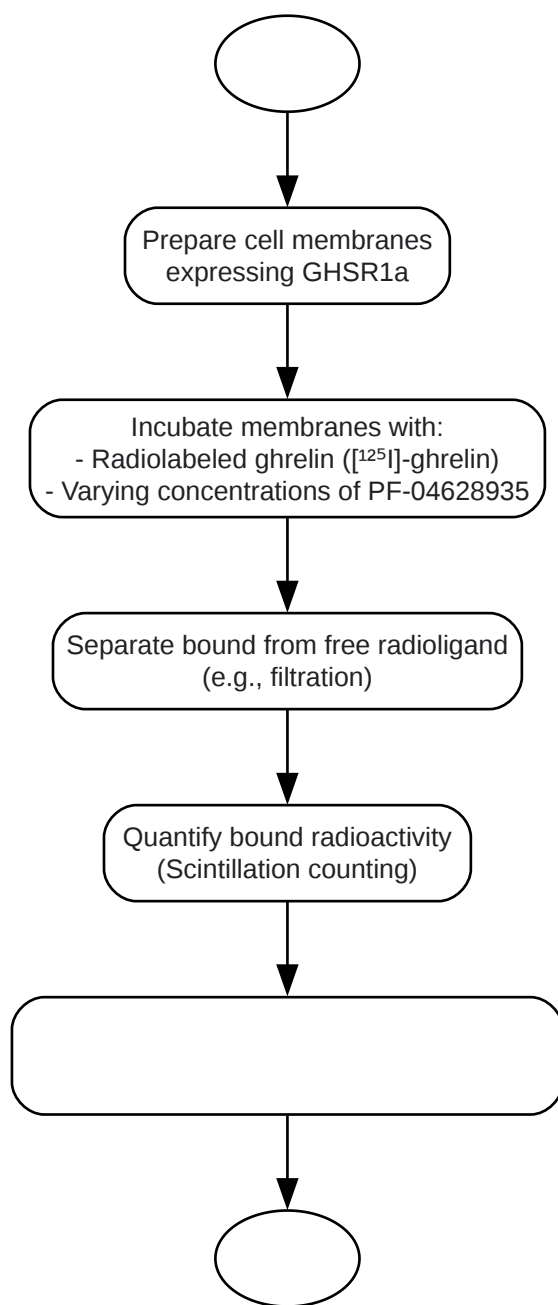 Prepare cell membranes
expressing GHSR1a
Incubate membranes with:
- Radiolabeled ghrelin ([¹²⁵I]-ghrelin)
- Varying concentrations of PF-04628935
Separate bound from free radioligand
(e.g., filtration)
Quantify bound radioactivity
(Scintillation counting)